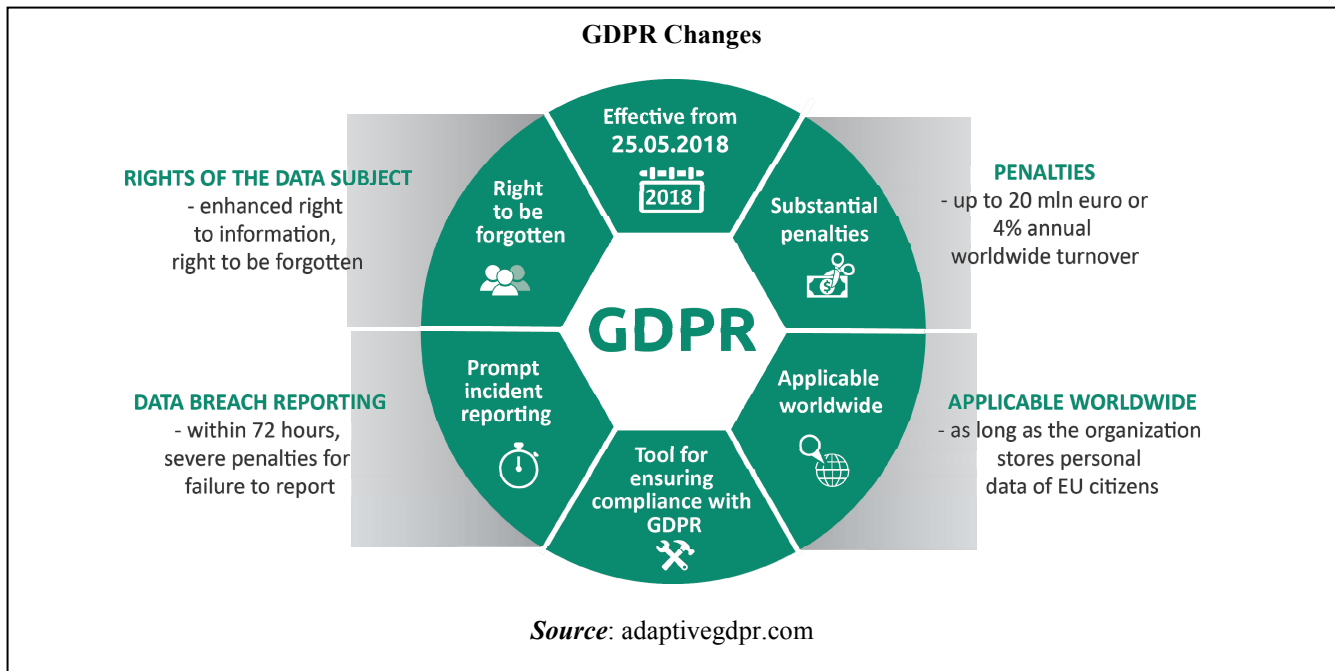 GDPR Changes
Effective from
25.05.2018
2018
RIGHTS OF THE DATA SUBJECT
- enhanced right
to information,
right to be forgotten
Right
to be
forgotten
Substantial
penalties
PENALTIES
- up to 20 mln euro or
4% annual
worldwide turnover
GDPR
DATA BREACH REPORTING
- within 72 hours,
severe penalties for
failure to report
Prompt
incident
reporting
Tool for
ensuring
compliance with
GDPR
Applicable
worldwide
APPLICABLE WORLDWIDE
- as long as the organization
stores personal
data of EU citizens
Source: adaptivegdpr.com